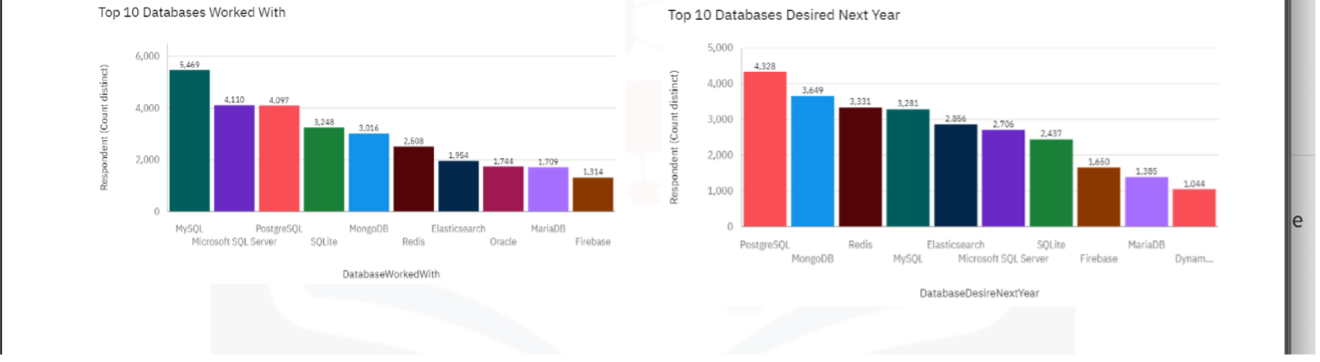 Top 10 Databases Worked With
Respondent (Count distinct)
6,000
4,000
2,000
0
5,469
4,110
4,097
3,248
3,016
2,508
1,954
1,744
1,709
1,314
MySQL
Microsoft SQL Server
PostgreSQL
SQLite
MongoDB
Redis
Elasticsearch
Oracle
MariaDB
Firebase
DatabaseWorkedWith
Top 10 Databases Desired Next Year
Respondent (Count distinct)
5,000
4,000
3,000
2,000
1,000
0
4,328
3,649
3,331
3,281
2,856
2,706
2,437
1,650
1,385
1,044
PostgreSQL
MongoDB
Redis
MySQL
Elasticsearch
Microsoft SQL Server
SQLite
Firebase
MariaDB
Dynam...
DatabaseDesireNextYear
e